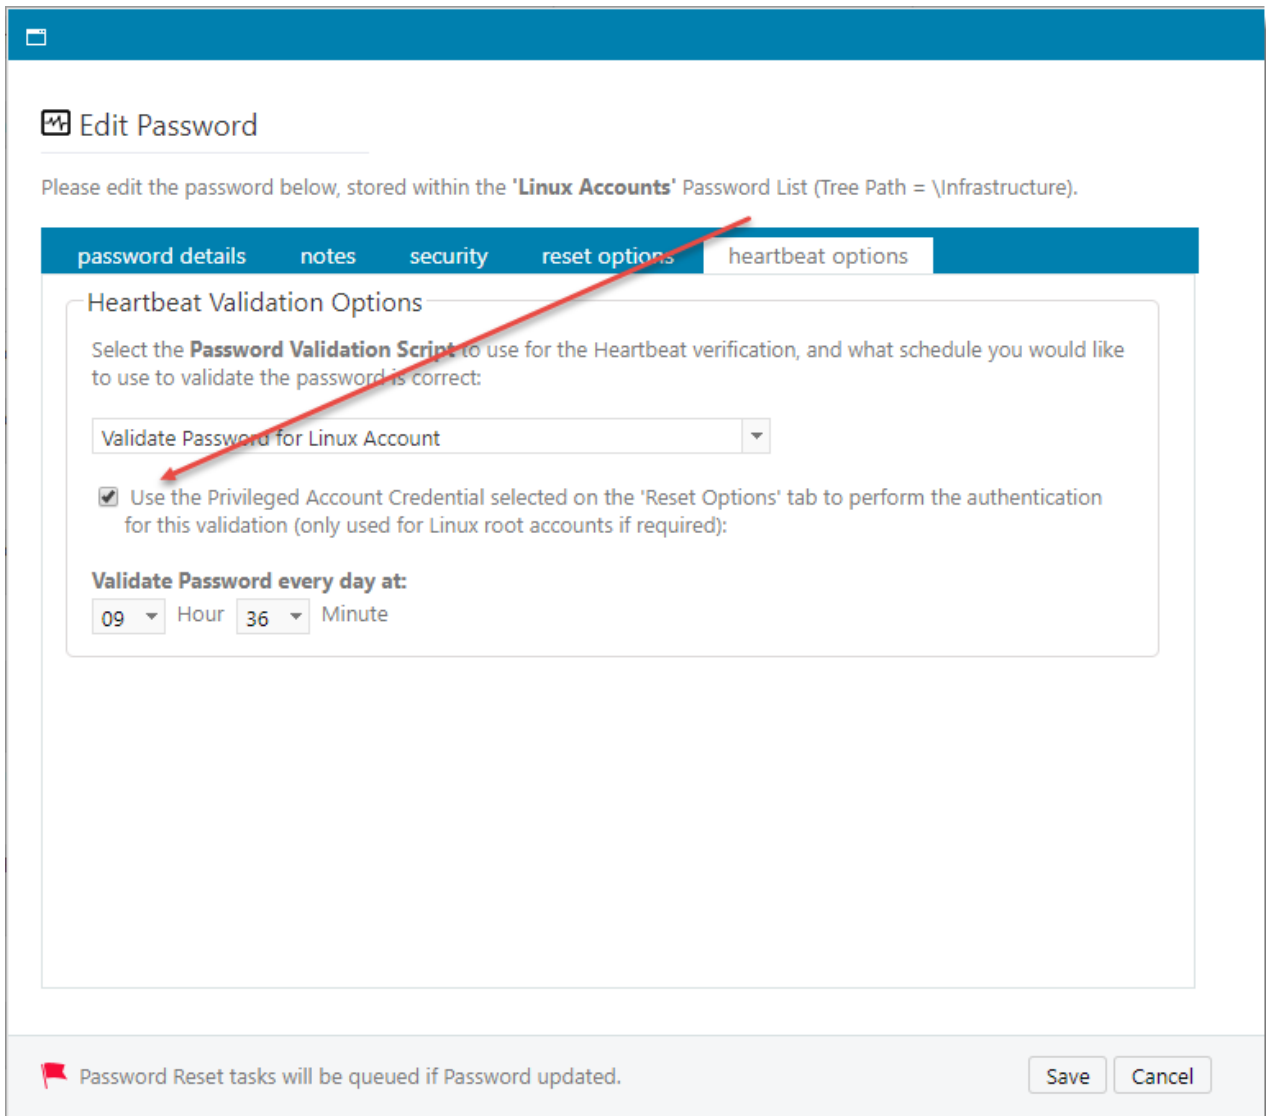 Edit Password
Please edit the password below, stored within the 'Linux Accounts' Password List (Tree Path = \Infrastructure).
password details notes security reset options heartbeat options
Heartbeat Validation Options
Select the Password Validation Script to use for the Heartbeat verification, and what schedule you would like
to use to validate the password is correct:
Validate Password for Linux Account
Use the Privileged Account Credential selected on the 'Reset Options' tab to perform the authentication
for this validation (only used for Linux root accounts if required):
Validate Password every day at:
09 Hour 36 Minute
Password Reset tasks will be queued if Password updated.
Save Cancel